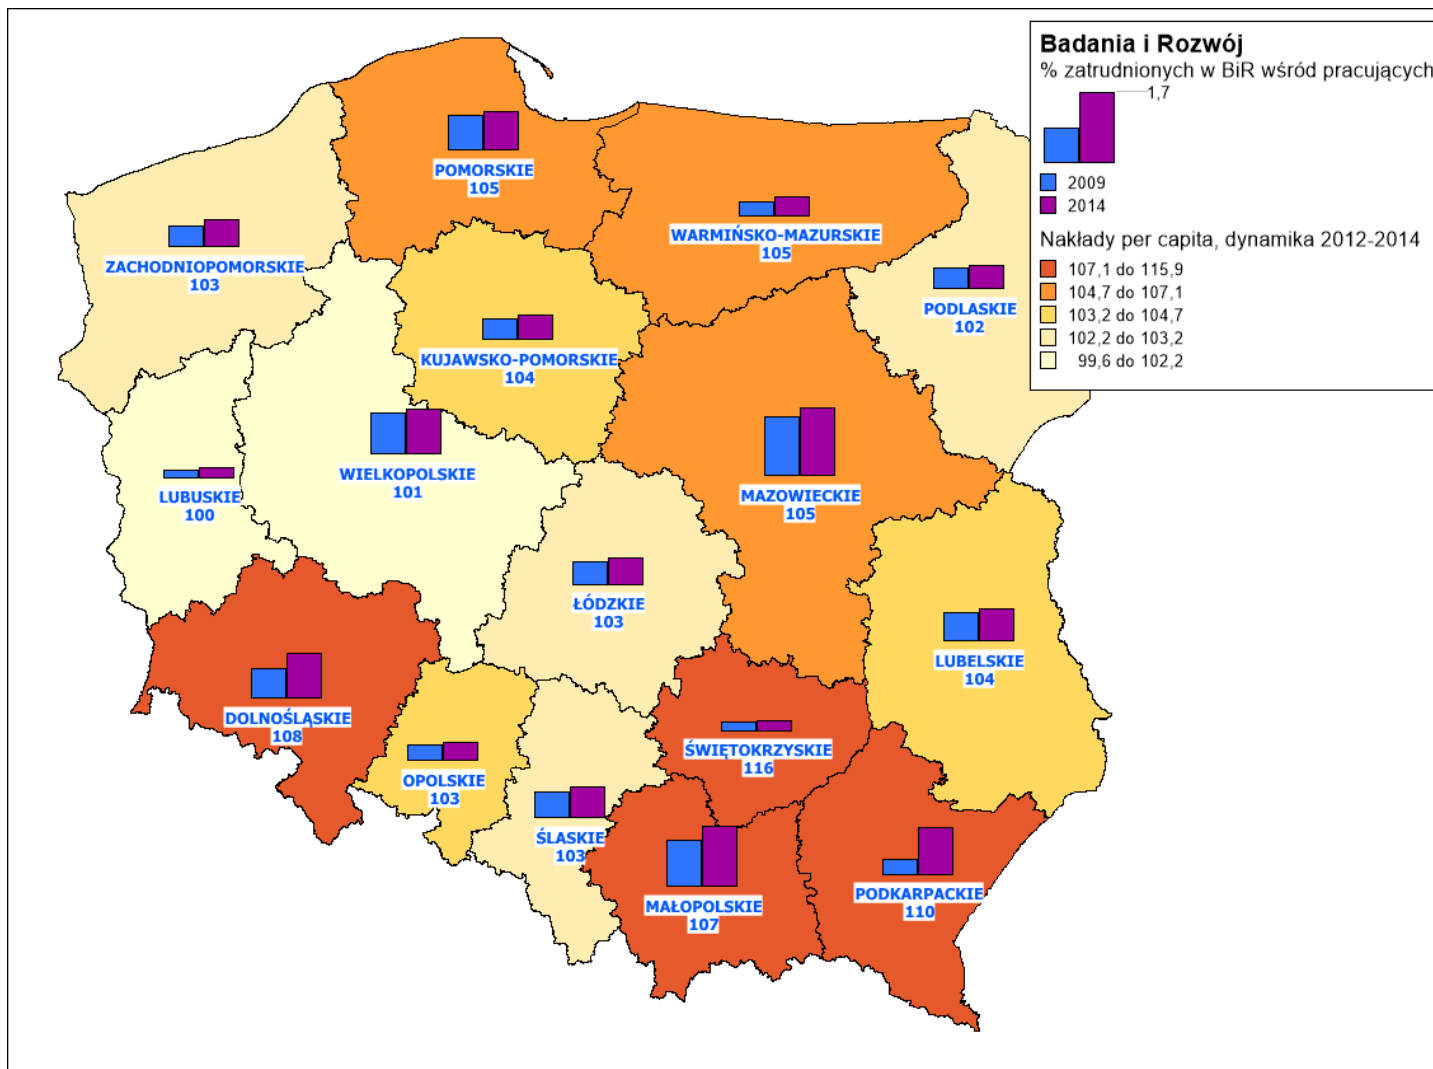 Badania i Rozwój
% zatrudnionych w BiR wśród pracujących
1,7
2009
2014
Nakłady per capita, dynamika 2012-2014
107,1 do 115,9
104,7 do 107,1
103,2 do 104,7
102,2 do 103,2
99,6 do 102,2
POMORSKIE
105
WARMIŃSKO-MAZURSKIE
105
ZACHODNIOPOMORSKIE
103
PODLASKIE
102
KUJAWSKO-POMORSKIE
104
WIELKOPOLSKIE
101
LUBUSKIE
100
MAZOWIECKIE
105
ŁÓDZKIE
103
LUBELSKIE
104
DOLNOŚLĄSKIE
108
OPOLSKIE
103
ŚWIĘTOKRZYSKIE
116
ŚLĄSKIE
103
MAŁOPOLSKIE
107
PODKARPACKIE
110